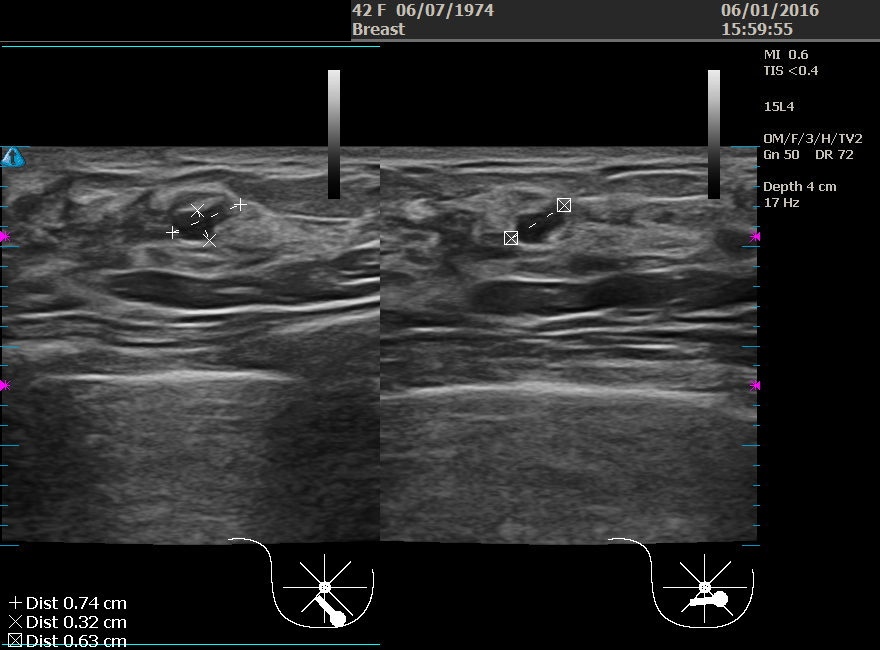 42 F 06/07/1974 06/01/2016
Breast 15:59:55
MI 0.6
TIS <0.4
15L4
OM/F/3/H/TV2
Gn 50 DR 72
Depth 4 cm
17 Hz
Dist 0.74 cm
Dist 0.32 cm
Dist 0.63 cm